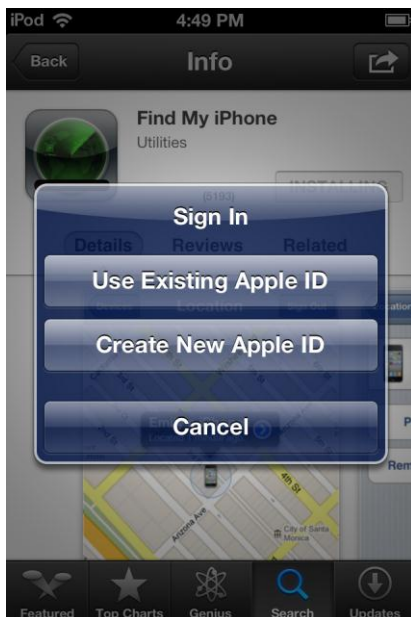 iPod 4:49 PM
Back Info
Find My iPhone
Utilities
(5193) INSTALLING
Sign In
Details Reviews Related
Use Existing Apple ID
Location
Create New Apple ID
Cancel
4th St
Arizona Ave
City of Santa
Monica
Featured Top Charts Genius Search Updates